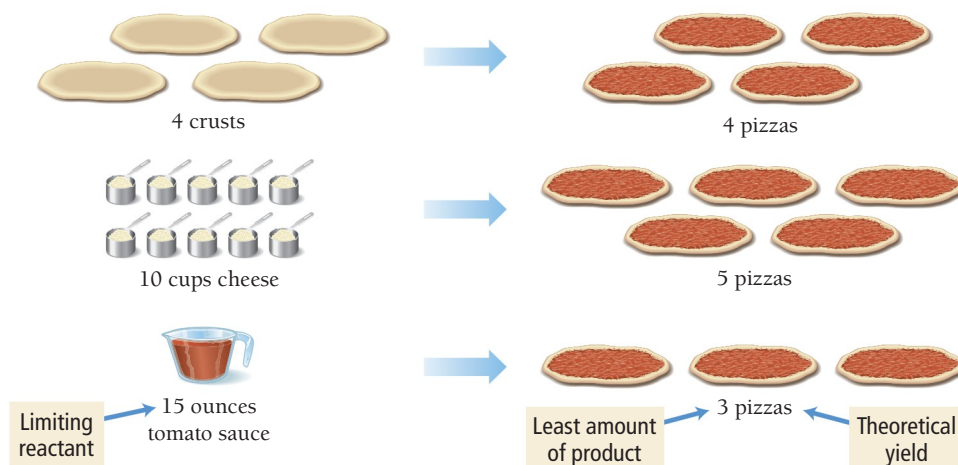 4 crusts
4 pizzas
10 cups cheese
5 pizzas
Limiting
reactant
15 ounces
tomato sauce
Least amount
of product
3 pizzas
Theoretical
yield